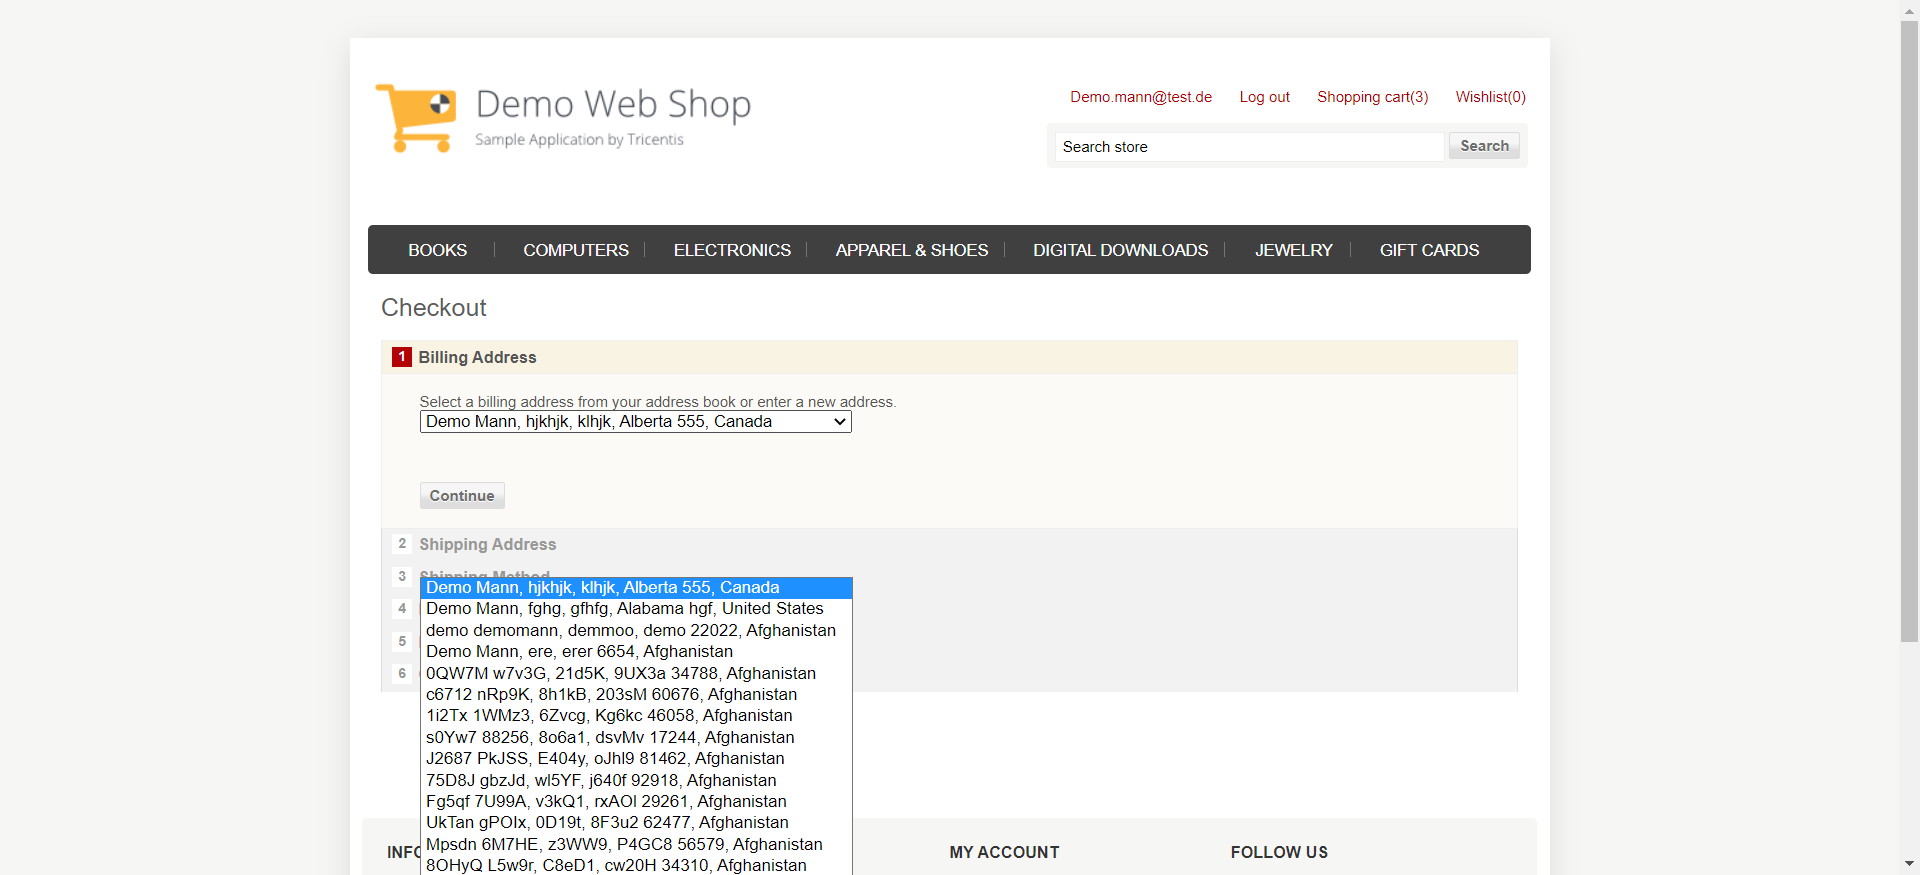 Demo Web Shop
Sample Application by Tricentis
Demo.mann@test.de Log out Shopping cart(3) Wishlist(0)
Search store Search
BOOKS COMPUTERS ELECTRONICS APPAREL & SHOES DIGITAL DOWNLOADS JEWELRY GIFT CARDS
Checkout
1 Billing Address
Select a billing address from your address book or enter a new address.
Demo Mann, hjkhjk, klhjk, Alberta 555, Canada
Continue
2 Shipping Address
3 Shipping Method
4
5
6
Demo Mann, hjkhjk, klhjk, Alberta 555, Canada
Demo Mann, fghg, gfhfg, Alabama hgf, United States
demo demomann, demmoo, demo 22022, Afghanistan
Demo Mann, ere, erer 6654, Afghanistan
0QW7M w7v3G, 21d5K, 9UX3a 34788, Afghanistan
c6712 nRp9K, 8h1kB, 203sM 60676, Afghanistan
1i2Tx 1WMz3, 6Zvcg, Kg6kc 46058, Afghanistan
s0Yw7 88256, 8o6a1, dsvMv 17244, Afghanistan
J2687 PkJSS, E404y, oJhl9 81462, Afghanistan
75D8J gbzJd, wl5YF, j640f 92918, Afghanistan
Fg5qf 7U99A, v3kQ1, rxAOl 29261, Afghanistan
UkTan gPOIx, 0D19t, 8F3u2 62477, Afghanistan
Mpsdn 6M7HE, z3WW9, P4GC8 56579, Afghanistan
8OHyQ L5w9r, C8eD1, cw20H 34310, Afghanistan
INFO MY ACCOUNT FOLLOW US